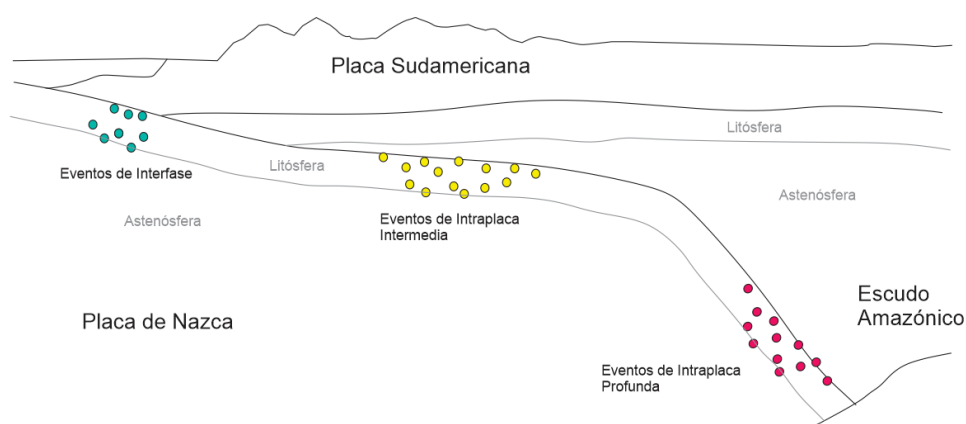 Placa Sudamericana
Litósfera
Eventos de Interfase
Litósfera
Astenósfera
Eventos de Intraplaca
Intermedia
Astenósfera
Placa de Nazca
Escudo
Amazónico
Eventos de Intraplaca
Profunda